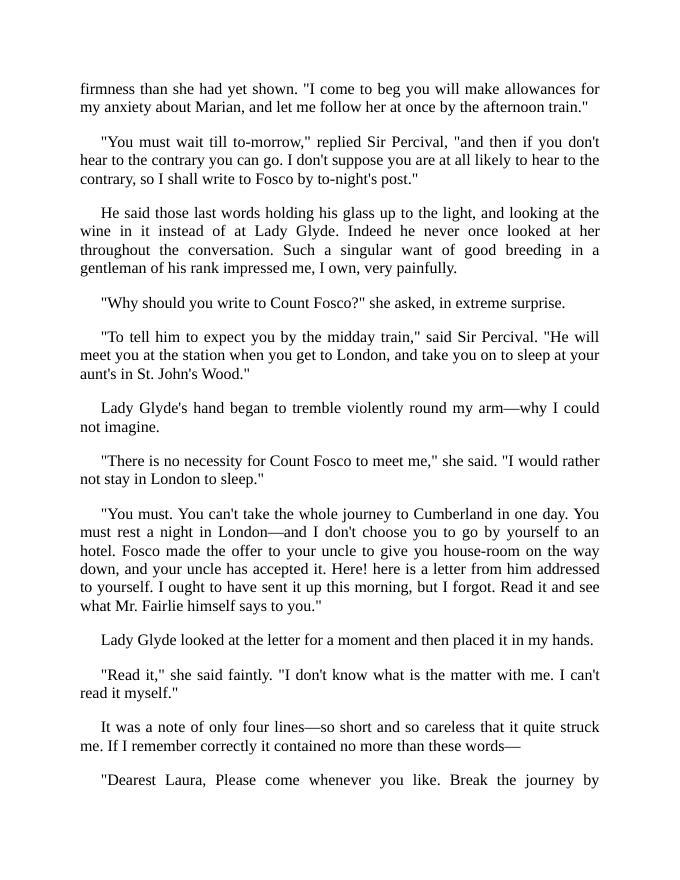 firmness than she had yet shown. "I come to beg you will make allowances for
my anxiety about Marian, and let me follow her at once by the afternoon train."
"You must wait till to-morrow," replied Sir Percival, "and then if you don't
hear to the contrary you can go. I don't suppose you are at all likely to hear to the
contrary, so I shall write to Fosco by to-night's post."
He said those last words holding his glass up to the light, and looking at the
wine in it instead of at Lady Glyde. Indeed he never once looked at her
throughout the conversation. Such a singular want of good breeding in a
gentleman of his rank impressed me, I own, very painfully.
"Why should you write to Count Fosco?" she asked, in extreme surprise.
"To tell him to expect you by the midday train," said Sir Percival. "He will
meet you at the station when you get to London, and take you on to sleep at your
aunt's in St. John's Wood."
Lady Glyde's hand began to tremble violently round my arm—why I could
not imagine.
"There is no necessity for Count Fosco to meet me," she said. "I would rather
not stay in London to sleep."
"You must. You can't take the whole journey to Cumberland in one day. You
must rest a night in London—and I don't choose you to go by yourself to an
hotel. Fosco made the offer to your uncle to give you house-room on the way
down, and your uncle has accepted it. Here! here is a letter from him addressed
to yourself. I ought to have sent it up this morning, but I forgot. Read it and see
what Mr. Fairlie himself says to you."
Lady Glyde looked at the letter for a moment and then placed it in my hands.
"Read it," she said faintly. "I don't know what is the matter with me. I can't
read it myself."
It was a note of only four lines—so short and so careless that it quite struck
me. If I remember correctly it contained no more than these words—
"Dearest Laura, Please come whenever you like. Break the journey by